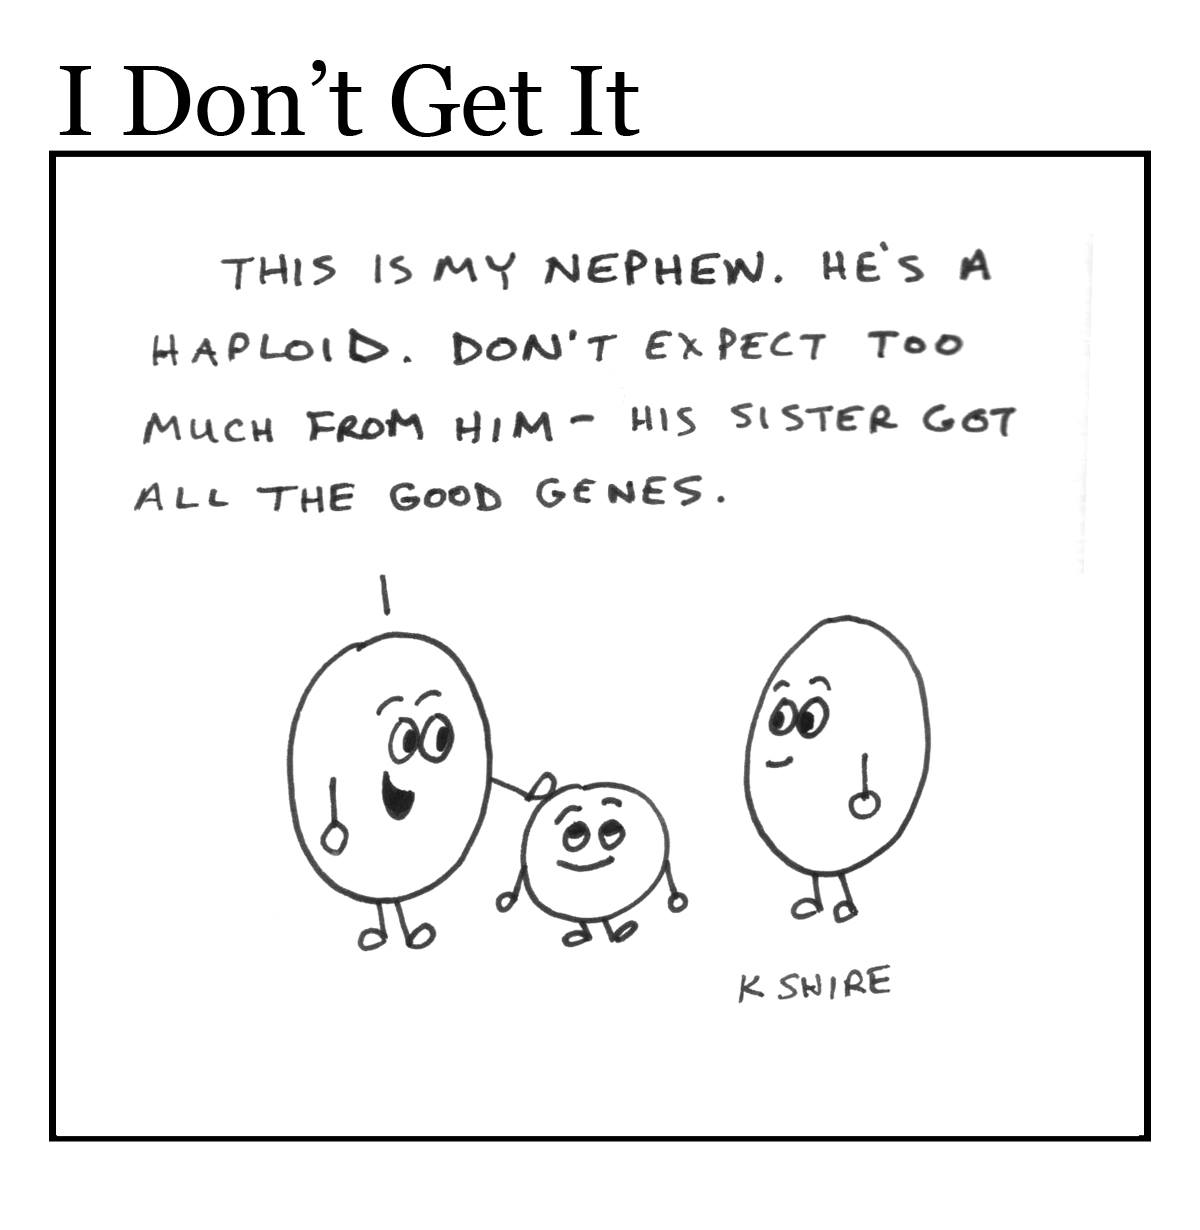 I Don’t Get It
THIS IS MY NEPHEW. HE'S A
HAPLOID. DON'T EXPECT TOO
MUCH FROM HIM - HIS SISTER GOT
ALL THE GOOD GENES.
K SWIRE